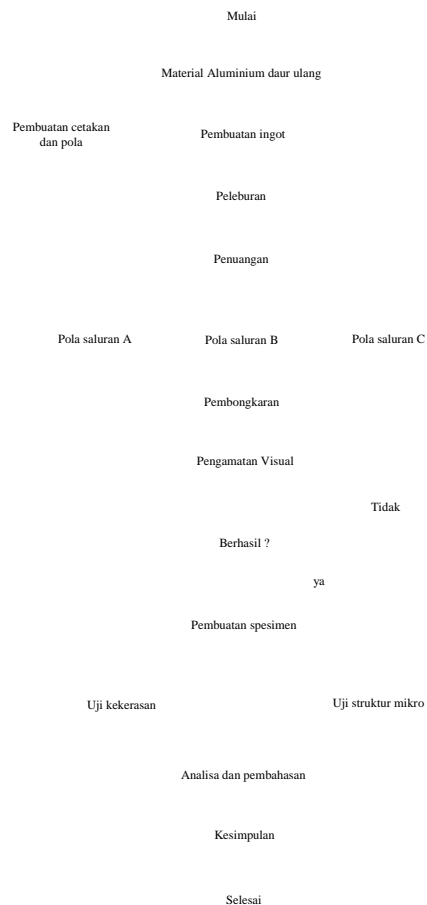 Mulai
Material Aluminium daur ulang
Pembuatan cetakan
dan pola
Pembuatan ingot
Peleburan
Penuangan
Pola saluran A
Pola saluran B
Pola saluran C
Pembongkaran
Pengamatan Visual
Tidak
Berhasil ?
ya
Pembuatan spesimen
Uji kekerasan
Uji struktur mikro
Analisa dan pembahasan
Kesimpulan
Selesai